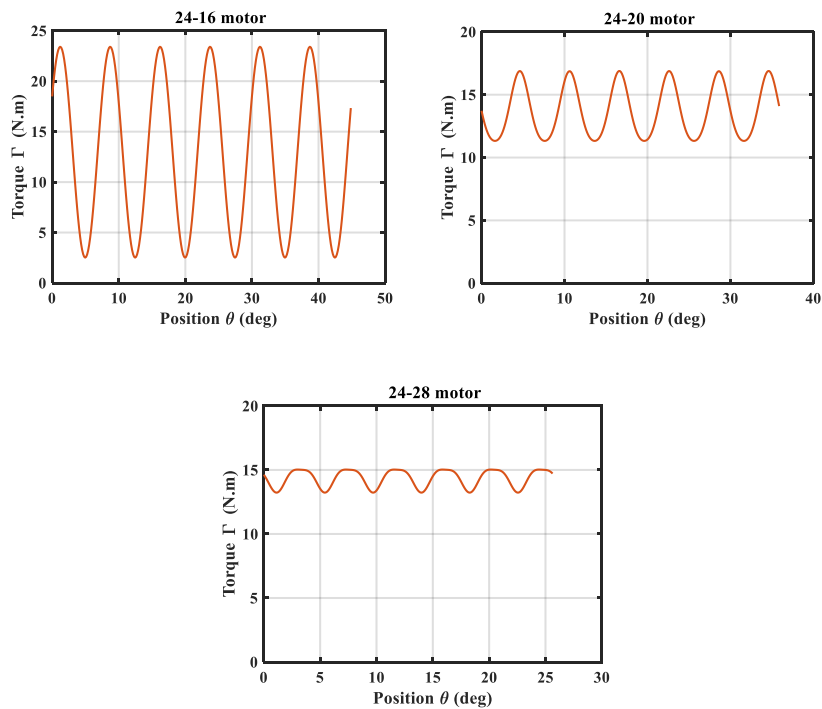 24-16 motor
25
20
15
10
5
0
Torque Γ (N.m)
0 10 20 30 40 50
Position θ (deg)
24-20 motor
20
15
10
5
0
Torque Γ (N.m)
0 10 20 30 40
Position θ (deg)
24-28 motor
20
15
10
5
0
Torque Γ (N.m)
0 5 10 15 20 25 30
Position θ (deg)